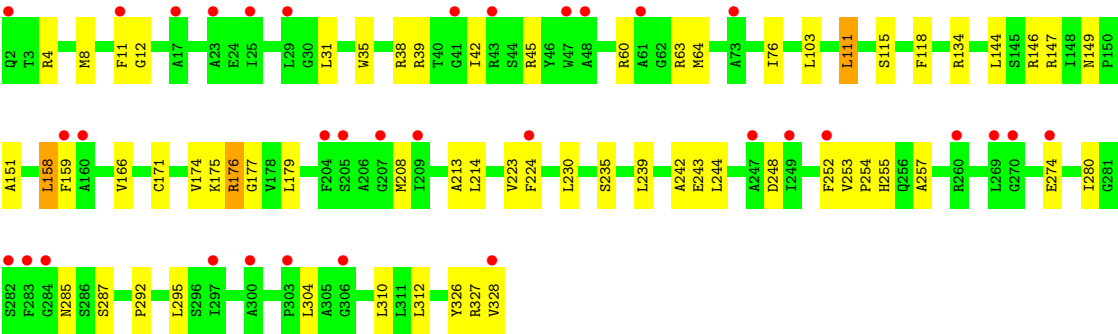 Q2 T3 R4 M8 F11 G12 A17 A23 E24 I25 L29 G30 L31 W35 R38 R39 T40 G41 I42 R43 S44 R45 Y46 W47 A48 R60 A61 G62 R63 M64 A73 I76 L103 L111 S115 F118 R134 L144 S145 R146 R147 I148 N149 P150
A151 L158 F159 A160 V166 C171 V174 K175 R176 G177 V178 L179 F204 S205 A206 G207 M208 I209 A213 L214 V223 F224 L230 S235 L239 A242 E243 L244 A247 D248 I249 F252 V253 P254 H255 Q256 A257 R260 L269 G270 E274 I280 G281
S282 F283 G284 N285 S286 S287 P292 L295 S296 I297 A300 P303 L304 A305 G306 L310 L311 L312 Y326 R327 V328